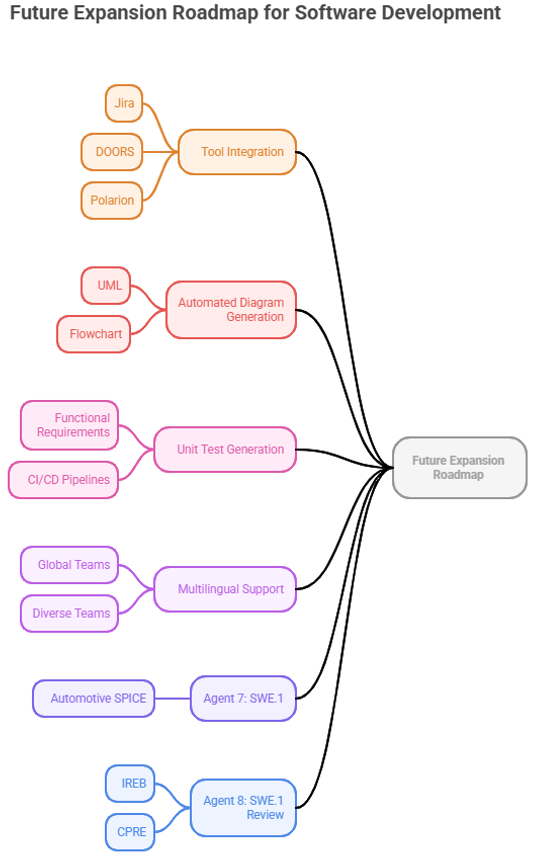 Future Expansion Roadmap for Software Development
Jira
DOORS
Polarion
Tool Integration
UML
Flowchart
Automated Diagram
Generation
Functional
Requirements
CI/CD Pipelines
Unit Test Generation
Future Expansion
Roadmap
Global Teams
Diverse Teams
Multilingual Support
Automotive SPICE
Agent 7: SWE.1
IREB
CPRE
Agent 8: SWE.1
Review